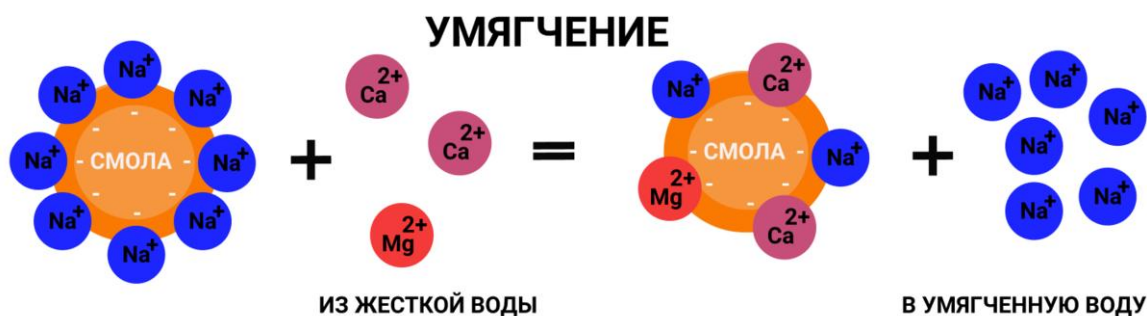 УМЯГЧЕНИЕ
Na+
Na+
Na+
Na+
СМОЛА
Na+
Na+
Na+
Na+
+
Ca2+
Ca2+
Mg2+
=
Na+
Ca2+
СМОЛА
Na+
Mg2+
Ca2+
+
Na+
Na+
Na+
Na+
Na+
Na+
ИЗ ЖЕСТКОЙ ВОДЫ
В УМЯГЧЕННУЮ ВОДУ